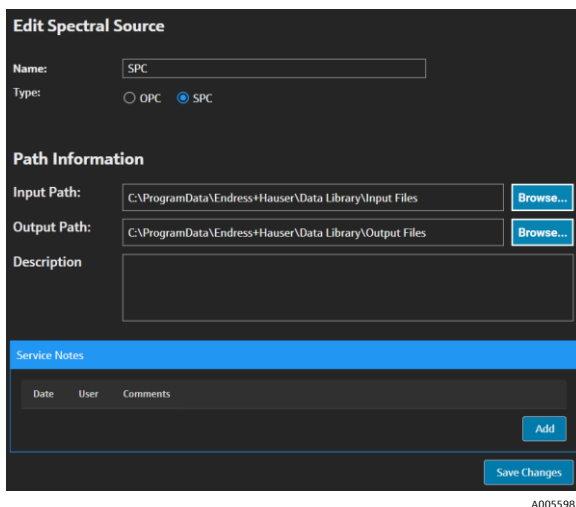 Edit Spectral Source
Name: SPC
Type: OPC SPC
Path Information
Input Path: C:\ProgramData\Endress+Hauser\Data Library\Input Files Browse...
Output Path: C:\ProgramData\Endress+Hauser\Data Library\Output Files Browse...
Description
Service Notes
Date User Comments
Add
Save Changes
A005598